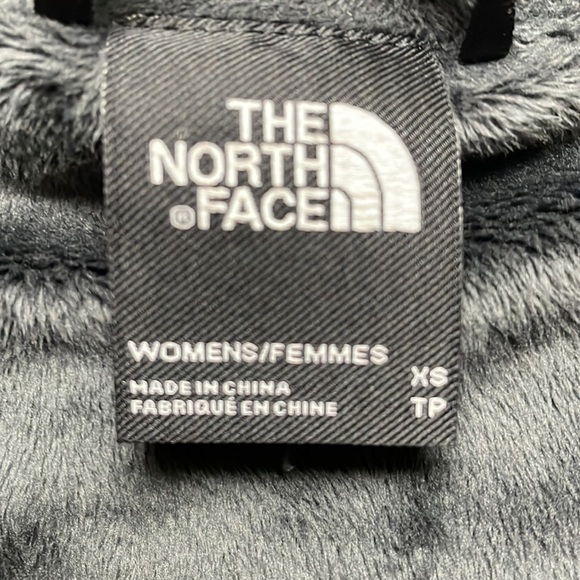 THE
NORTH
® FACE
WOMENS/FEMMES
XS
MADE IN CHINA
TP
FABRIQUÉ EN CHINE